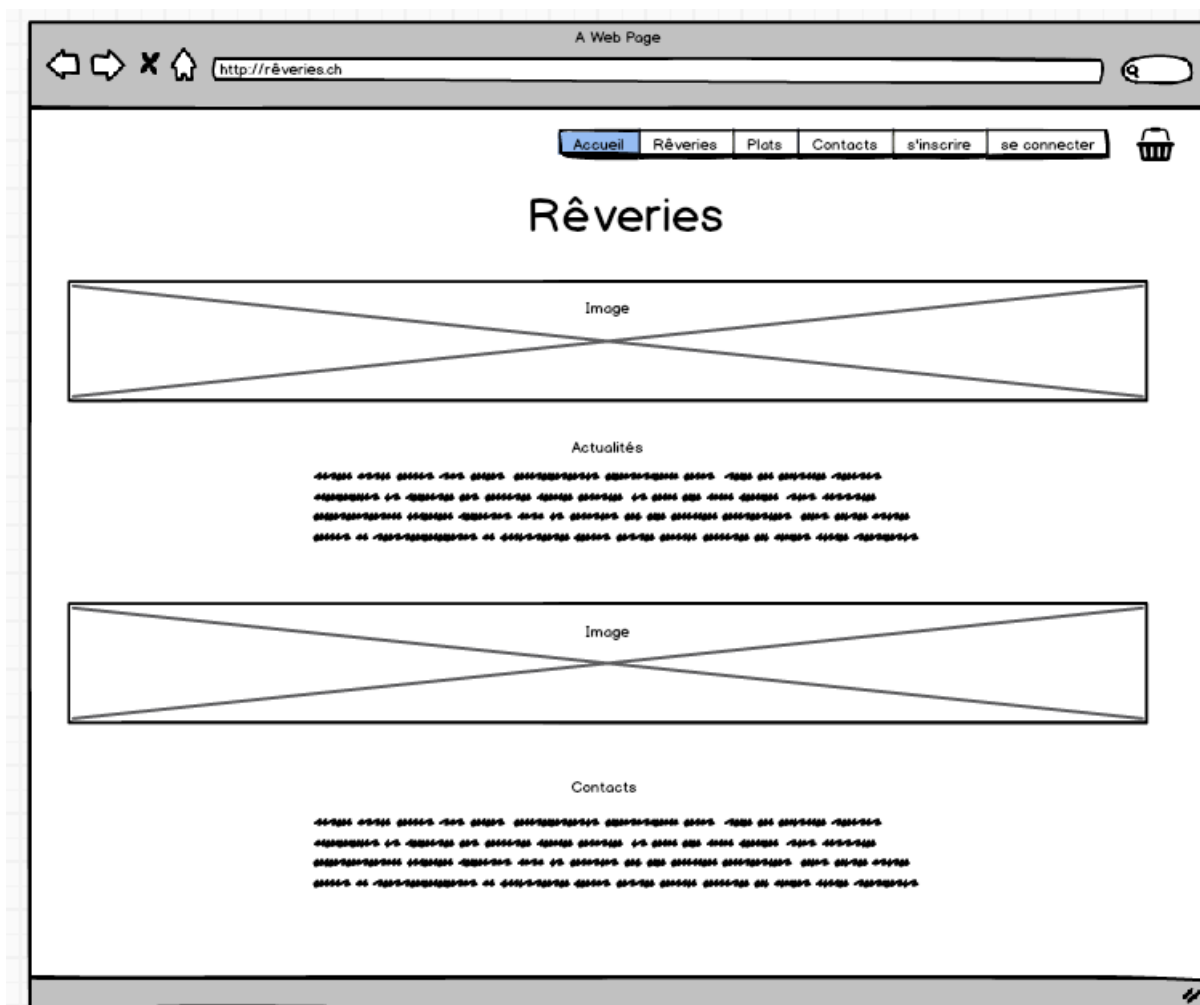 A Web Page
http://rêveries.ch
Accueil Rêveries Plats Contacts s'inscrire se connecter
Rêveries
Image
Actualités
Image
Contacts